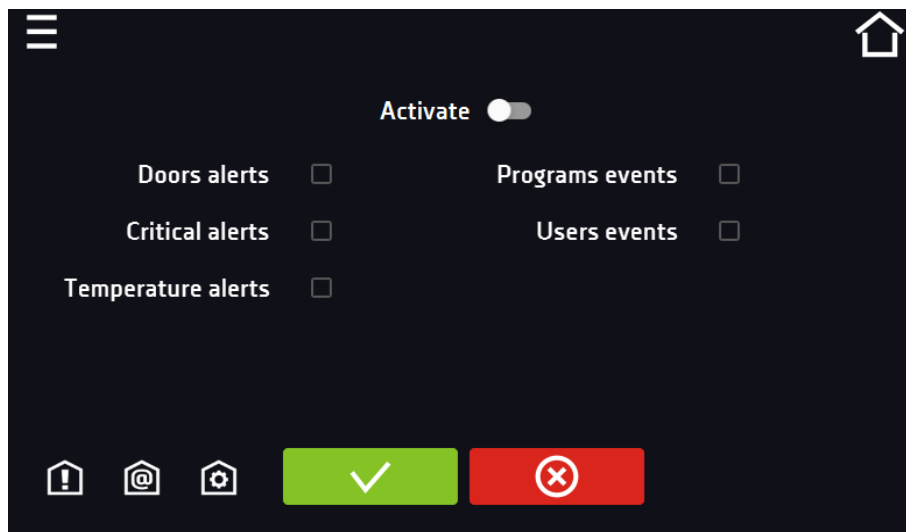 Activate
Doors alerts
Programs events
Critical alerts
Users events
Temperature alerts